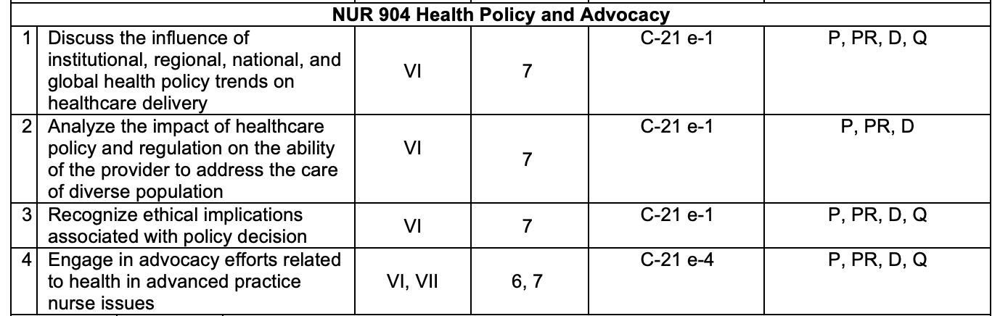 NUR 904 Health Policy and Advocacy
1 Discuss the influence of institutional, regional, national, and global health policy trends on healthcare delivery VI 7 C-21 e-1 P, PR, D, Q
2 Analyze the impact of healthcare policy and regulation on the ability of the provider to address the care of diverse population VI 7 C-21 e-1 P, PR, D
3 Recognize ethical implications associated with policy decision VI 7 C-21 e-1 P, PR, D, Q
4 Engage in advocacy efforts related to health in advanced practice nurse issues VI, VII 6, 7 C-21 e-4 P, PR, D, Q